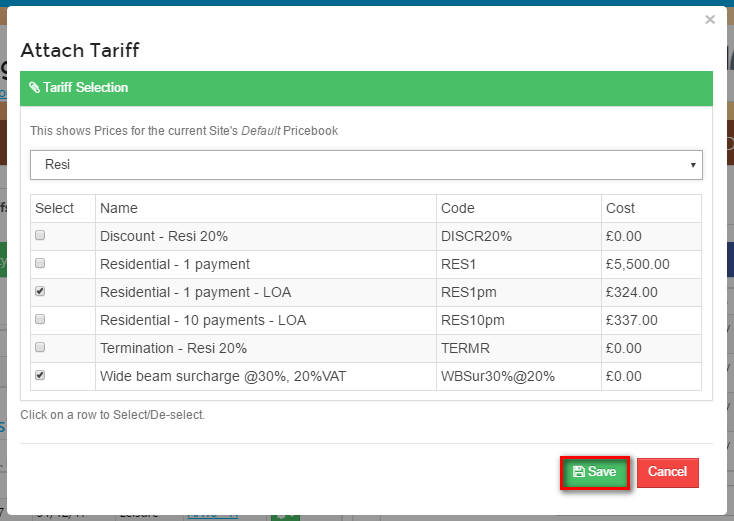 ×
Attach Tariff
Tariff Selection
This shows Prices for the current Site's Default Pricebook
Resi
Select Name Code Cost
Discount - Resi 20% DISCR20% £0.00
Residential - 1 payment RES1 £5,500.00
Residential - 1 payment - LOA RES1pm £324.00
Residential - 10 payments - LOA RES10pm £337.00
Termination - Resi 20% TERMR £0.00
Wide beam surcharge @30%, 20%VAT WBSur30%@20% £0.00
Click on a row to Select/De-select.
Save Cancel